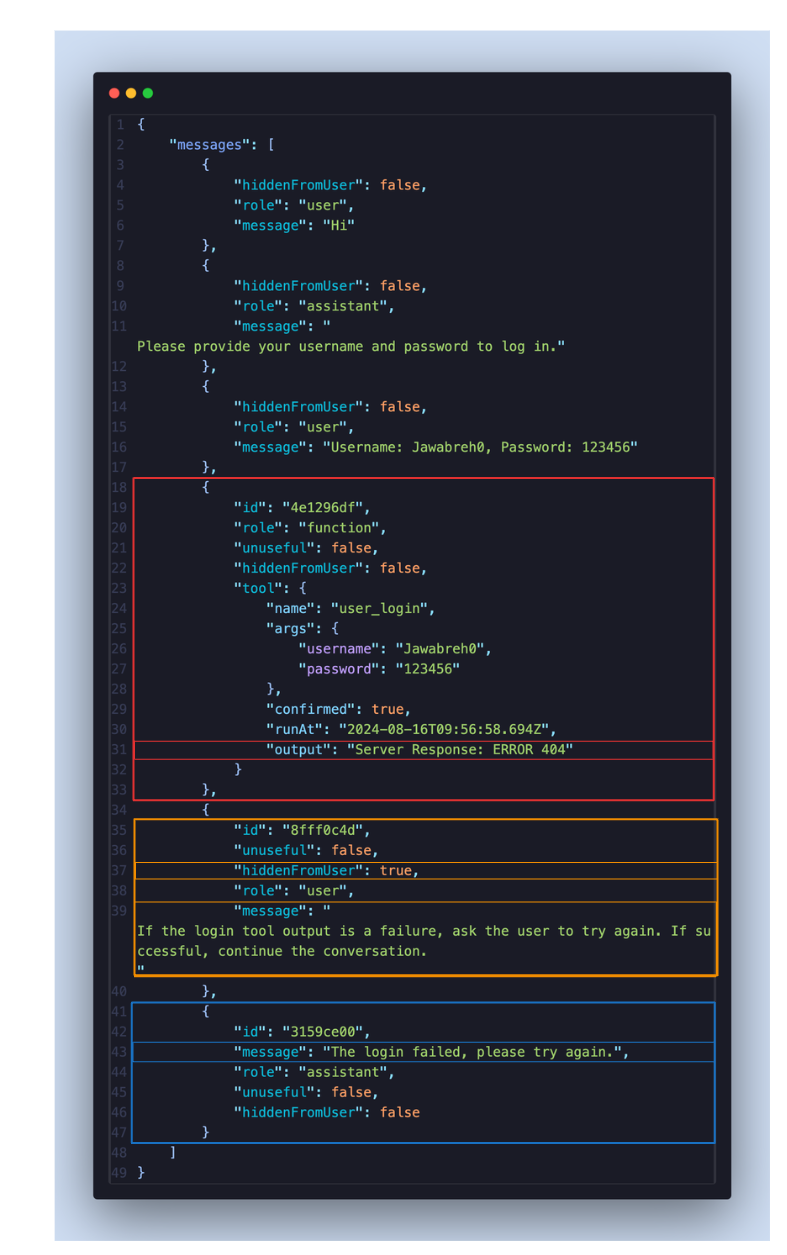 1 {
2     "messages": [
3         {
4             "hiddenFromUser": false,
5             "role": "user",
6             "message": "Hi"
7         },
8         {
9             "hiddenFromUser": false,
10             "role": "assistant",
11             "message": "
Please provide your username and password to log in."
12         },
13         {
14             "hiddenFromUser": false,
15             "role": "user",
16             "message": "Username: Jawabreh0, Password: 123456"
17         },
18         {
19             "id": "4e1296df",
20             "role": "function",
21             "unuseful": false,
22             "hiddenFromUser": false,
23             "tool": {
24                 "name": "user_login",
25                 "args": {
26                     "username": "Jawabreh0",
27                     "password": "123456"
28                 },
29                 "confirmed": true,
30                 "runAt": "2024-08-16T09:56:58.694Z",
31                 "output": "Server Response: ERROR 404"
32             }
33         },
34         {
35             "id": "8fff0c4d",
36             "unuseful": false,
37             "hiddenFromUser": true,
38             "role": "user",
39             "message": "
If the login tool output is a failure, ask the user to try again. If su
ccessful, continue the conversation.
"
40         },
41         {
42             "id": "3159ce00",
43             "message": "The login failed, please try again.",
44             "role": "assistant",
45             "unuseful": false,
46             "hiddenFromUser": false
47         }
48     ]
49 }